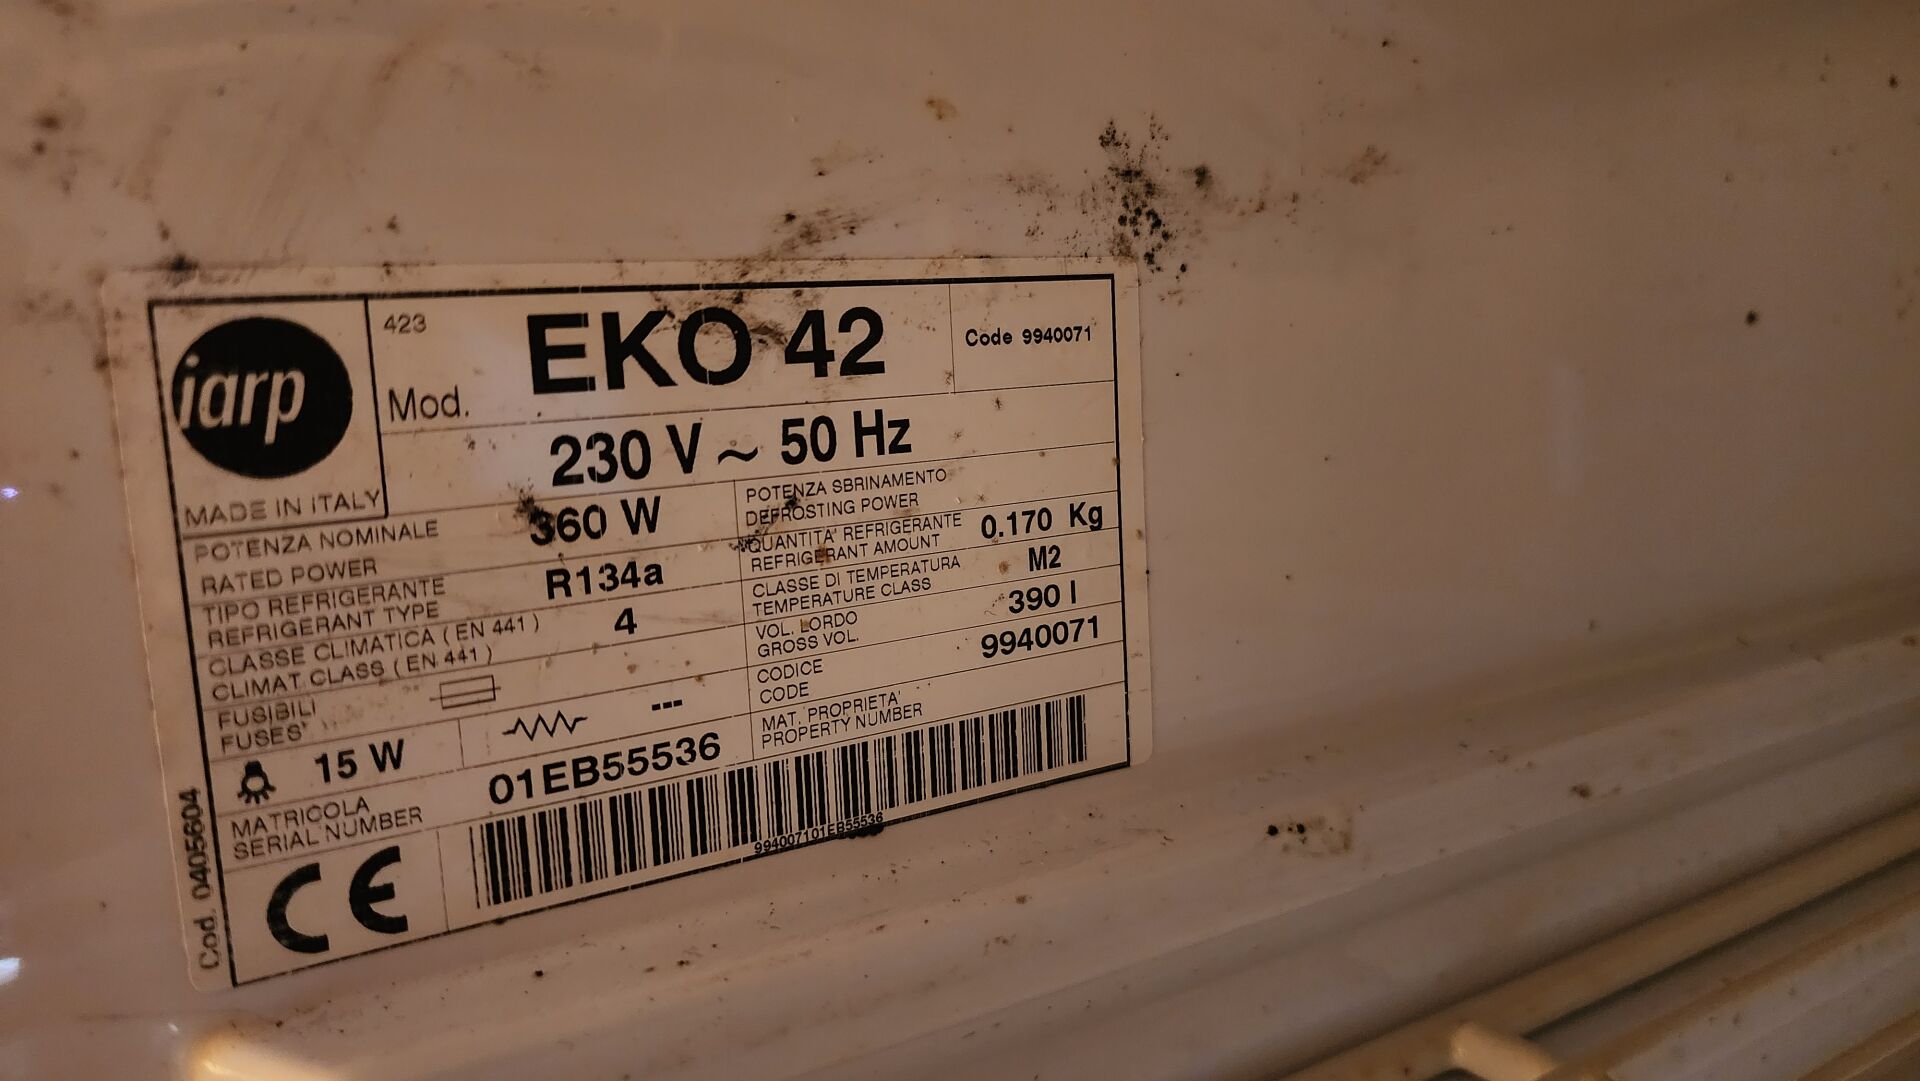 iarp
MADE IN ITALY
423
Mod. EKO 42
Code 9940071
230 V ~ 50 Hz
POTENZA NOMINALE
RATED POWER
360 W
POTENZA SBRINAMENTO
DEFROSTING POWER
TIPO REFRIGERANTE
REFRIGERANT TYPE
R134a
QUANTITA' REFRIGERANTE
REFRIGERANT AMOUNT
0.170 Kg
CLASSE CLIMATICA ( EN 441 )
CLIMAT. CLASS ( EN 441 )
4
CLASSE DI TEMPERATURA
TEMPERATURE CLASS
M2
FUSIBILI
FUSES'
VOL. LORDO
GROSS VOL.
390 l
15 W
---
CODICE
CODE
9940071
MATRICOLA
SERIAL NUMBER
01EB55536
MAT. PROPRIETA'
PROPERTY NUMBER
994007101EB55536
CE
Cod. 0405604